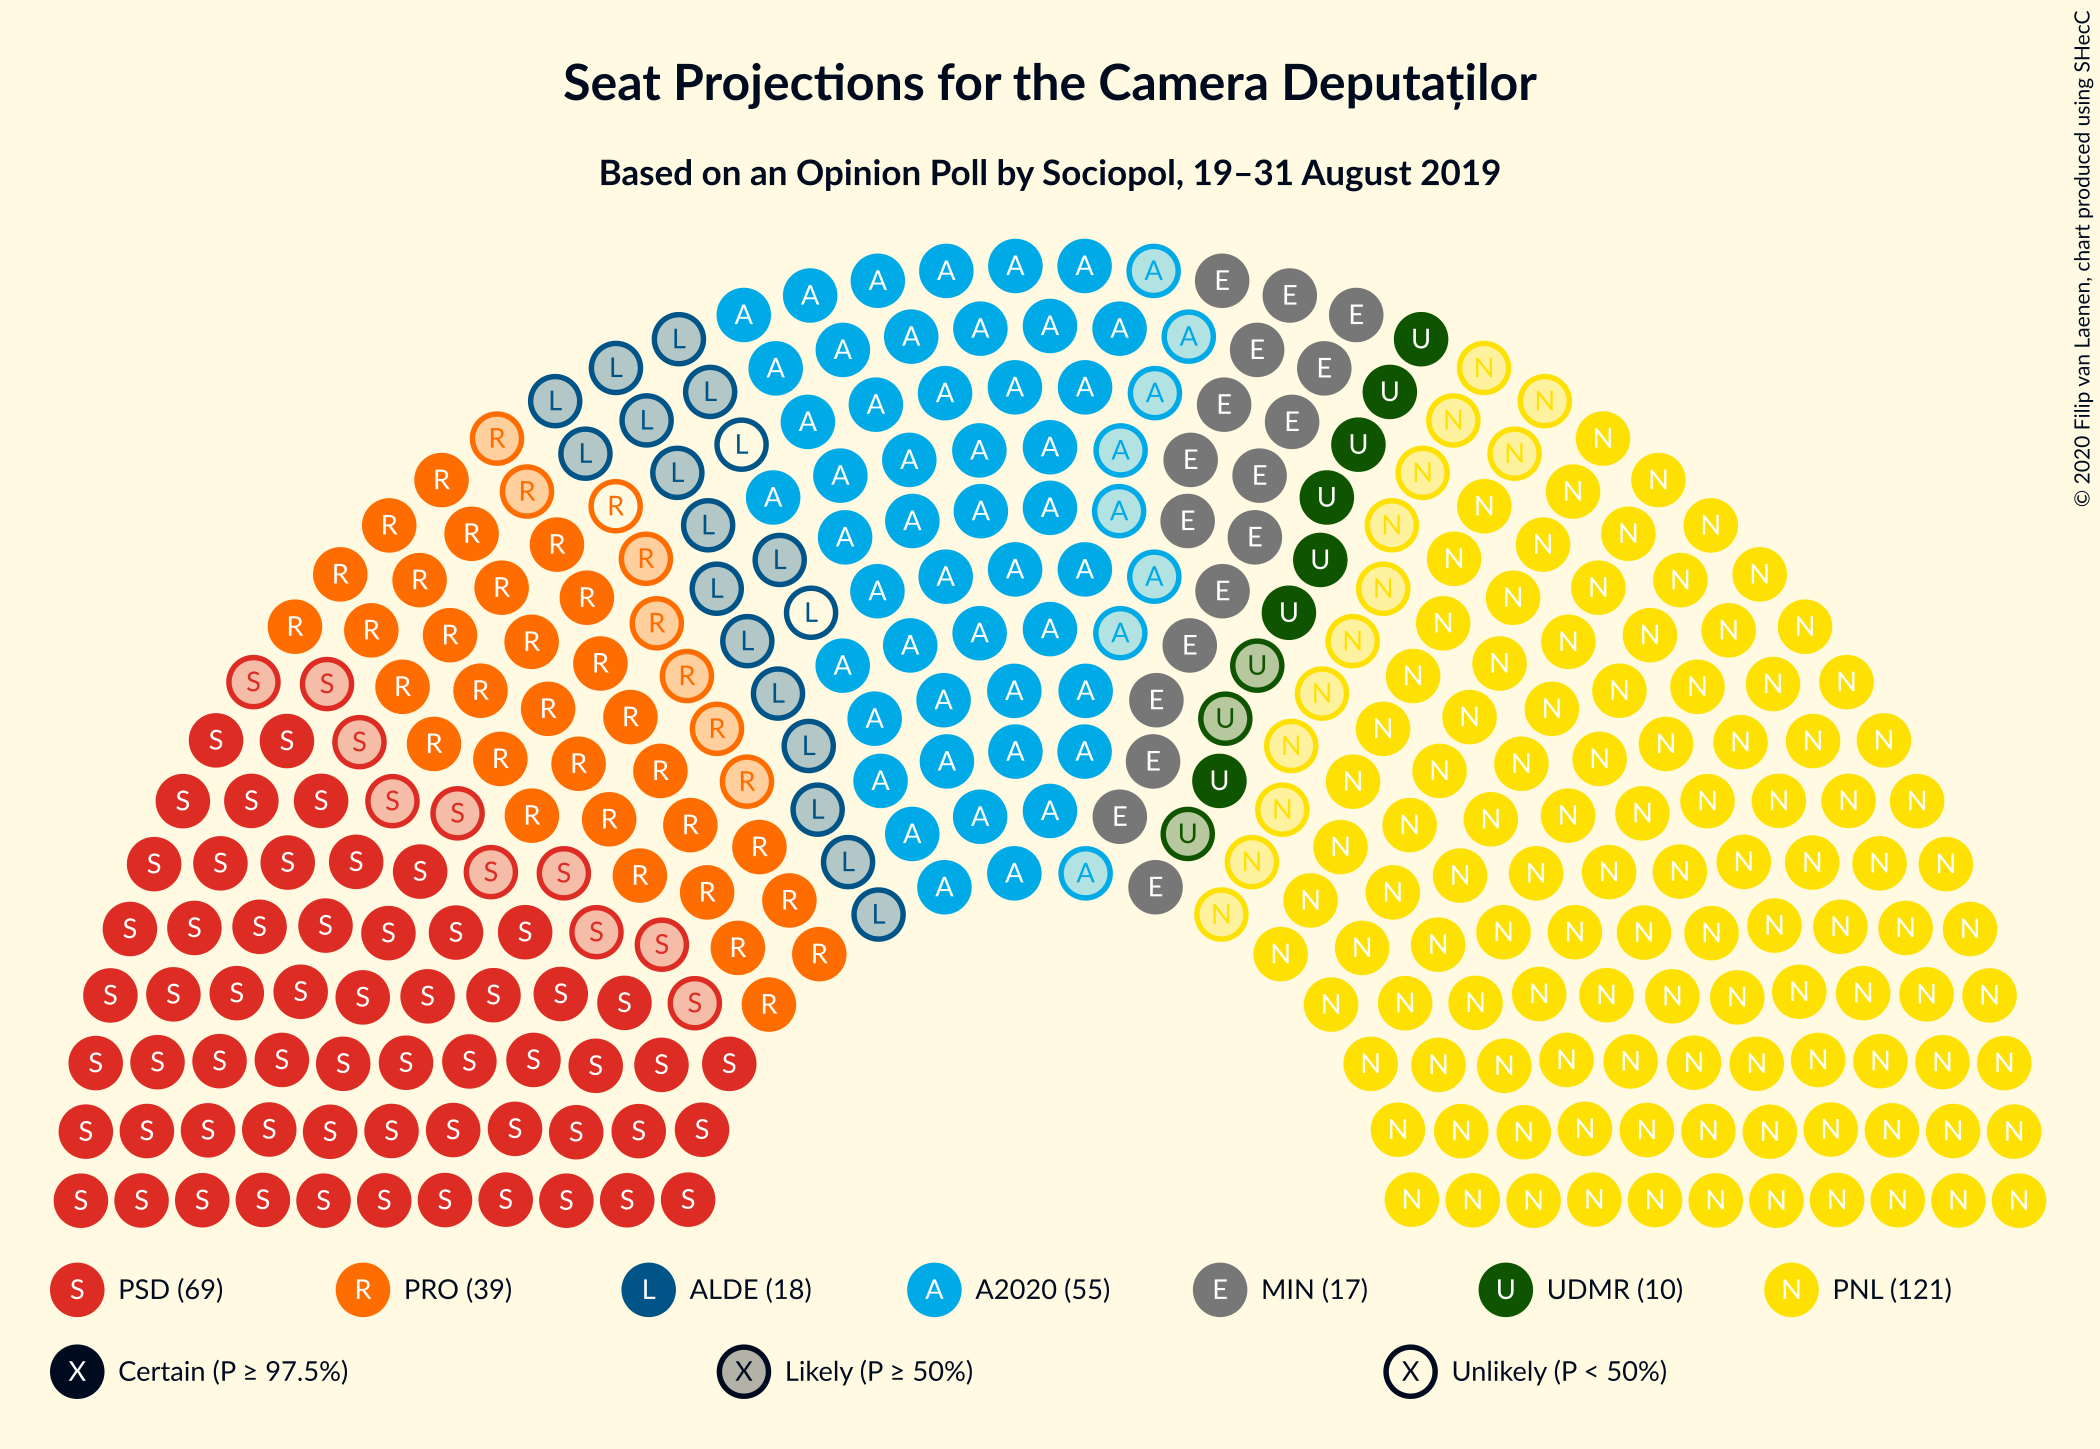 Seat Projections for the Camera Deputaților
Based on an Opinion Poll by Sociopol, 19–31 August 2019
© 2020 Filip van Laenen, chart produced using SHecC
S PSD (69) R PRO (39) L ALDE (18) A A2020 (55) E MIN (17) U UDMR (10) N PNL (121)
X Certain (P ≥ 97.5%) X Likely (P ≥ 50%) X Unlikely (P < 50%)